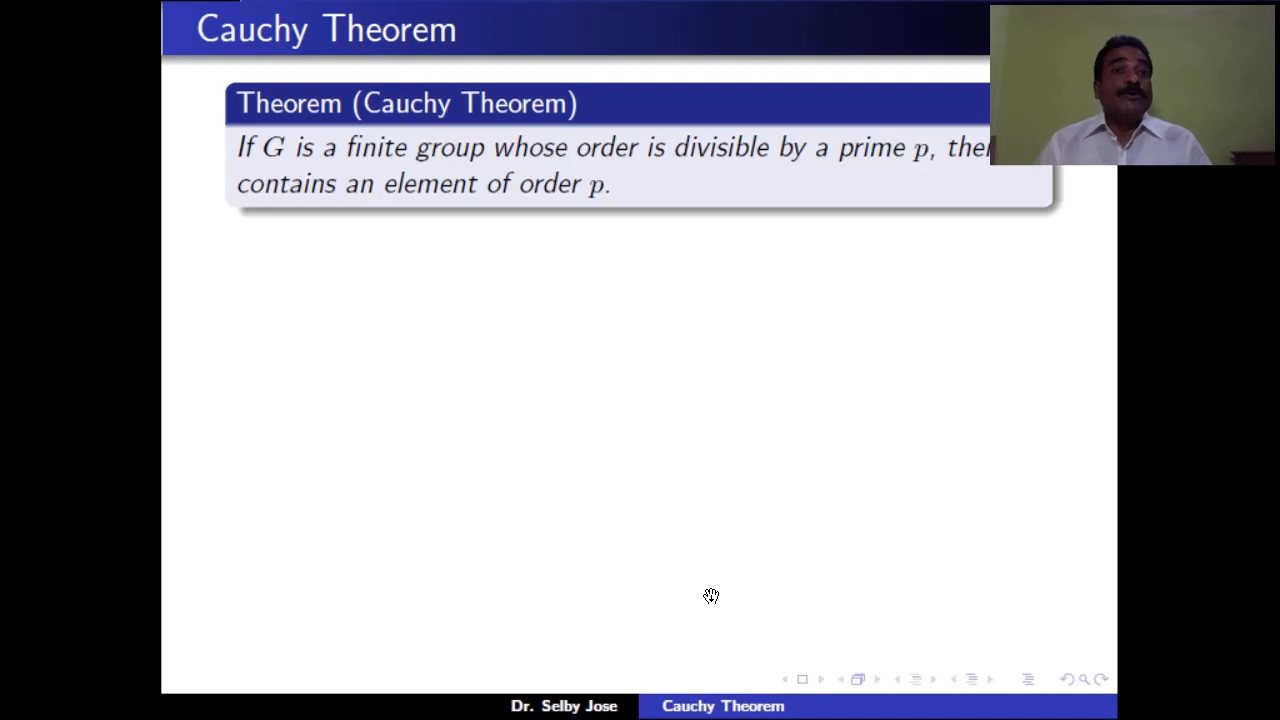 Cauchy Theorem
Theorem (Cauchy Theorem)
If G is a finite group whose order is divisible by a prime p,
contains an element of order p.
Dr. Selby Jose
Cauchy Theorem